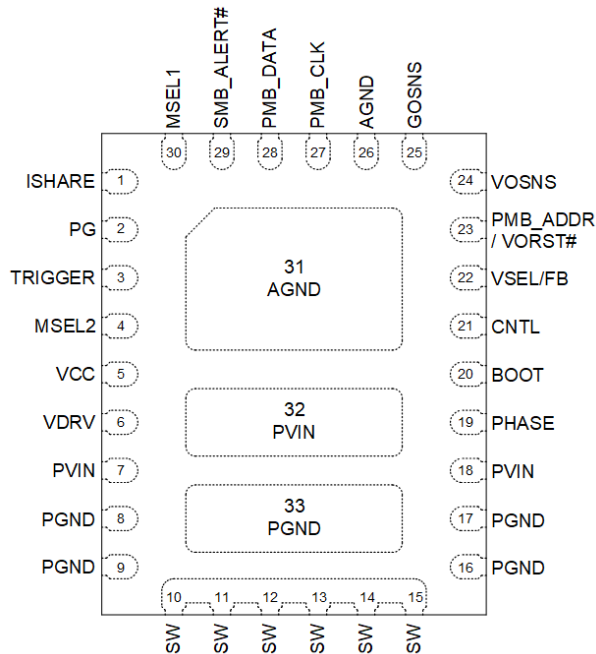 MSEL1
SMB_ALERT#
PMB_DATA
PMB_CLK
AGND
GOSNS
30
29
28
27
26
25
ISHARE 1
24 VOSNS
PG 2
23 PMB_ADDR
/ VORST#
TRIGGER 3
31
AGND
22 VSEL/FB
MSEL2 4
21 CNTL
VCC 5
20 BOOT
VDRV 6
32
PVIN
19 PHASE
PVIN 7
18 PVIN
PGND 8
33
PGND
17 PGND
PGND 9
16 PGND
10
11
12
13
14
15
SW
SW
SW
SW
SW
SW